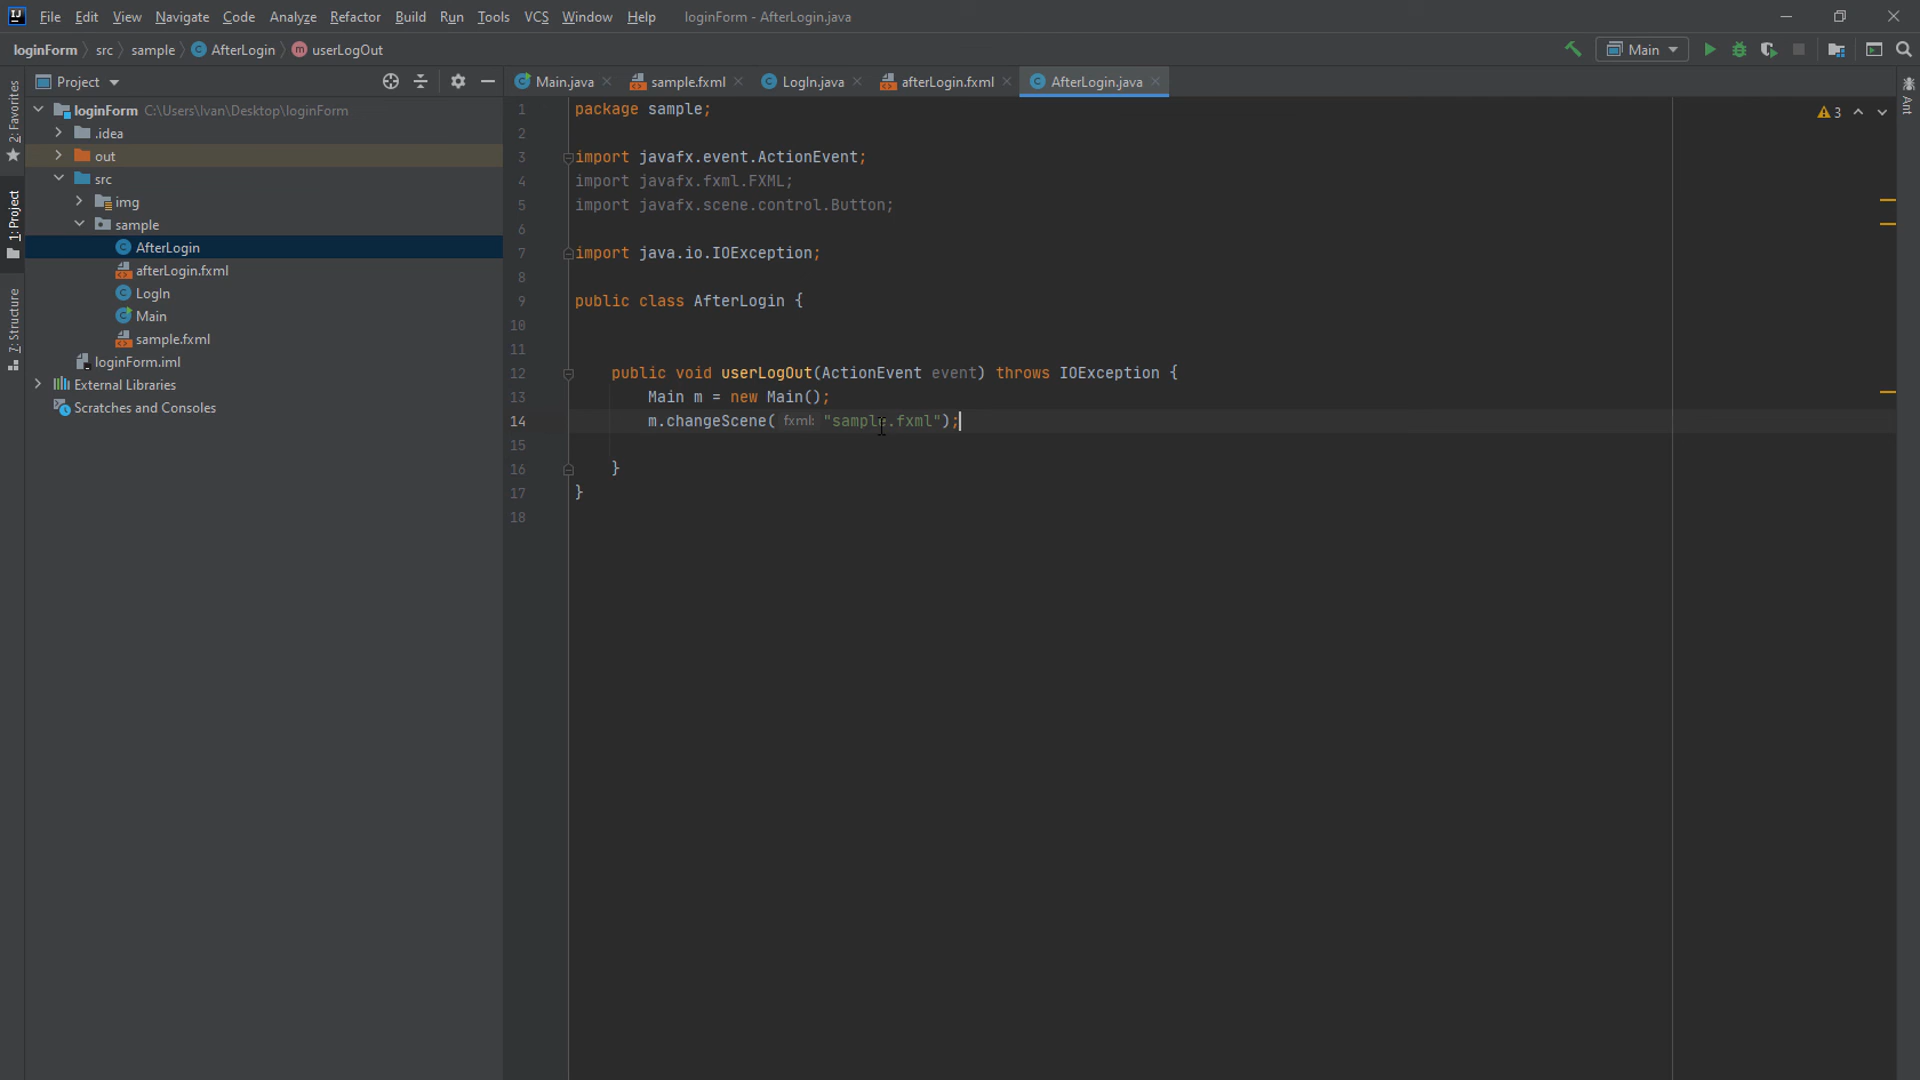 IJ File Edit View Navigate Code Analyze Refactor Build Run Tools VCS Window Help loginForm - AfterLogin.java
loginForm src sample AfterLogin userLogOut Main
Project
Main.java sample.fxml LogIn.java afterLogin.fxml AfterLogin.java
2: Favorites
1: Project
7: Structure
Ant
loginForm C:\Users\Ivan\Desktop\loginForm
.idea
out
src
img
sample
AfterLogin
afterLogin.fxml
LogIn
Main
sample.fxml
loginForm.iml
External Libraries
Scratches and Consoles
3
1 package sample;
2
3 import javafx.event.ActionEvent;
4 import javafx.fxml.FXML;
5 import javafx.scene.control.Button;
6
7 import java.io.IOException;
8
9 public class AfterLogin {
10
11
12 public void userLogOut(ActionEvent event) throws IOException {
13 Main m = new Main();
14 m.changeScene( fxml: "sample.fxml");
15
16 }
17 }
18